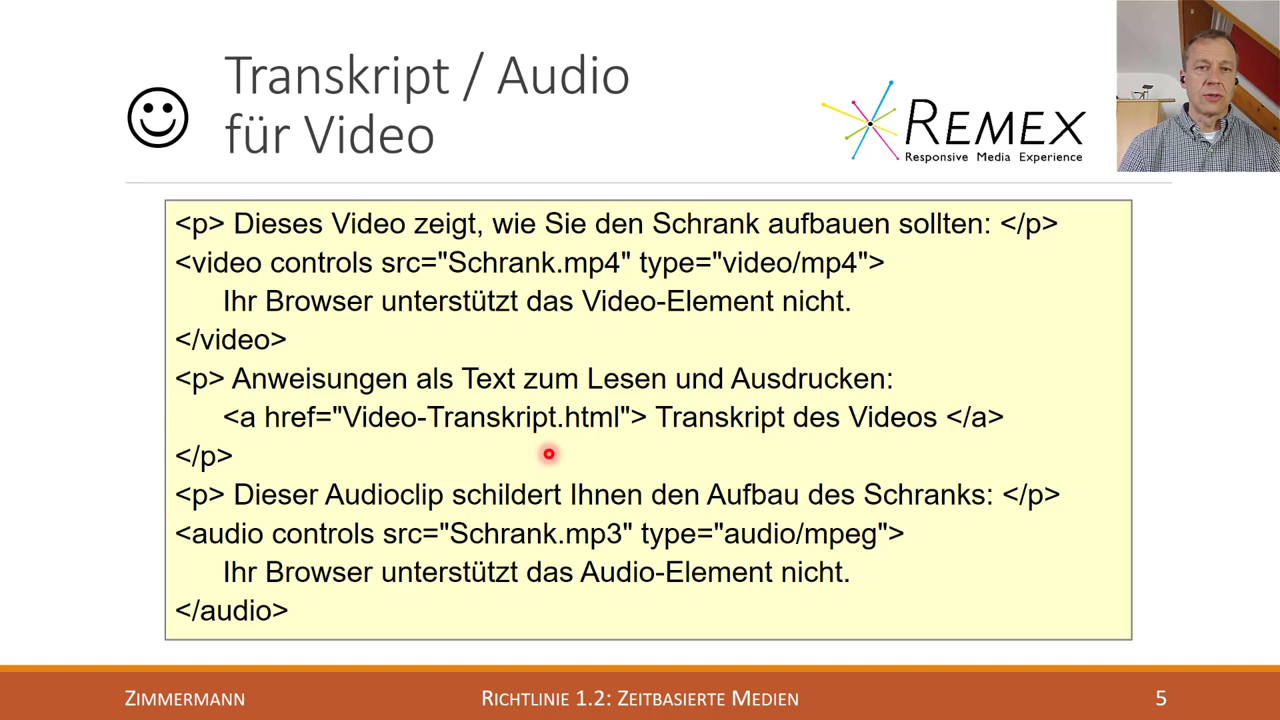 Transkript / Audio
für Video
REMEX
Responsive Media Experience
<p> Dieses Video zeigt, wie Sie den Schrank aufbauen sollten: </p>
<video controls src="Schrank.mp4" type="video/mp4">
Ihr Browser unterstützt das Video-Element nicht.
</video>
<p> Anweisungen als Text zum Lesen und Ausdrucken:
<a href="Video-Transkript.html"> Transkript des Videos </a>
</p>
<p> Dieser Audioclip schildert Ihnen den Aufbau des Schranks: </p>
<audio controls src="Schrank.mp3" type="audio/mpeg">
Ihr Browser unterstützt das Audio-Element nicht.
</audio>
ZIMMERMANN
RICHTLINIE 1.2: ZEITBASIERTE MEDIEN
5